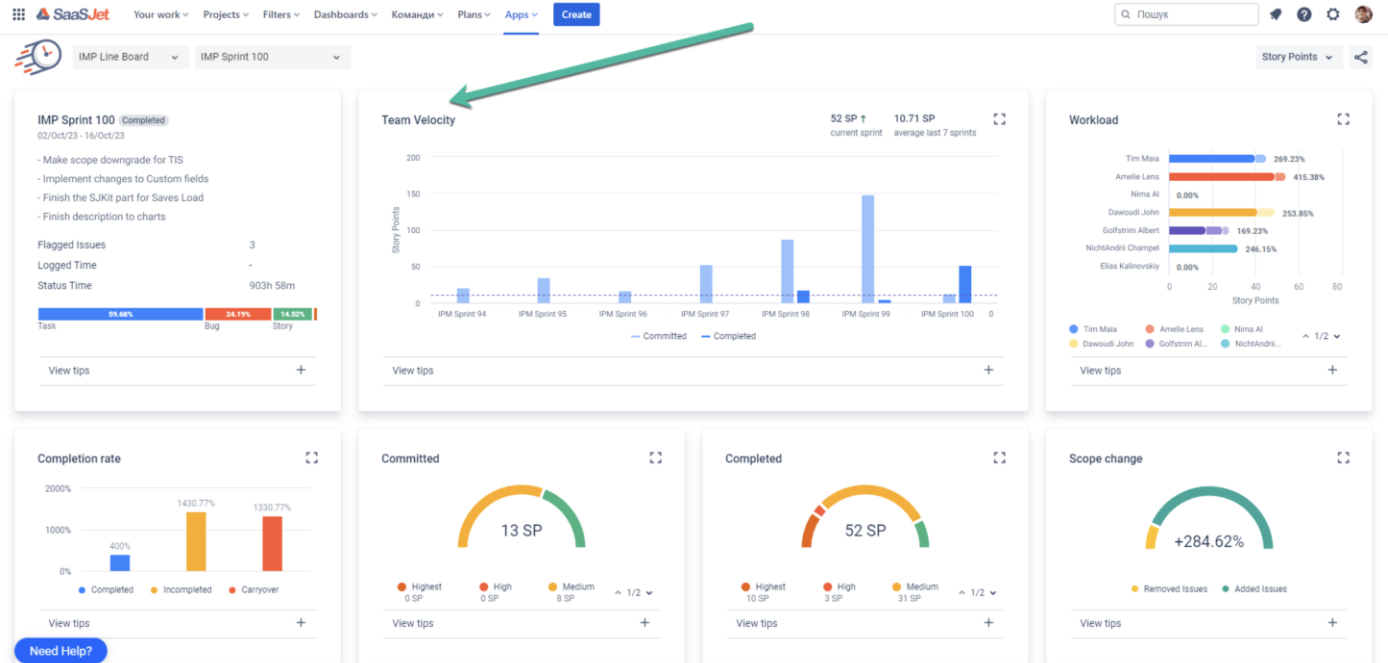 SaaSJet Your work Projects Filters Dashboards Команди Plans Apps Create Пошук
IMP Line Board IMP Sprint 100 Story Points
IMP Sprint 100 Completed
02/Oct/23 - 16/Oct/23
- Make scope downgrade for TIS
- Implement changes to Custom fields
- Finish the SJKit part for Saves Load
- Finish description to charts
Flagged Issues 3
Logged Time -
Status Time 903h 58m
59.68% 24.19% 14.52%
Task Bug Story
View tips
Team Velocity
52 SP ↑ 10.71 SP
current sprint average last 7 sprints
200
150
100
50
0
Story Points
IPM Sprint 94 IPM Sprint 95 IPM Sprint 96 IPM Sprint 97 IPM Sprint 98 IPM Sprint 99 IPM Sprint 100 0
Committed Completed
View tips
Workload
Tim Maia 269.23%
Amelie Lens 415.38%
Nima Al 0.00%
Dawoudi John 253.85%
Golfstrim Albert 169.23%
NichtAndrii Champel 246.15%
Elias Kalinovskiy 0.00%
0 20 40 60 80
Story Points
Tim Maia Amelie Lens Nima Al
Dawoudi John Golfstrim Al... NichtAndrii...
1/2
View tips
Completion rate
2000%
1000%
0%
400% 1430.77% 1330.77%
Completed Incompleted Carryover
View tips
Committed
13 SP
Highest High Medium
0 SP 0 SP 8 SP
1/2
View tips
Completed
52 SP
Highest High Medium
10 SP 3 SP 31 SP
1/2
View tips
Scope change
+284.62%
Removed Issues Added Issues
View tips
Need Help?